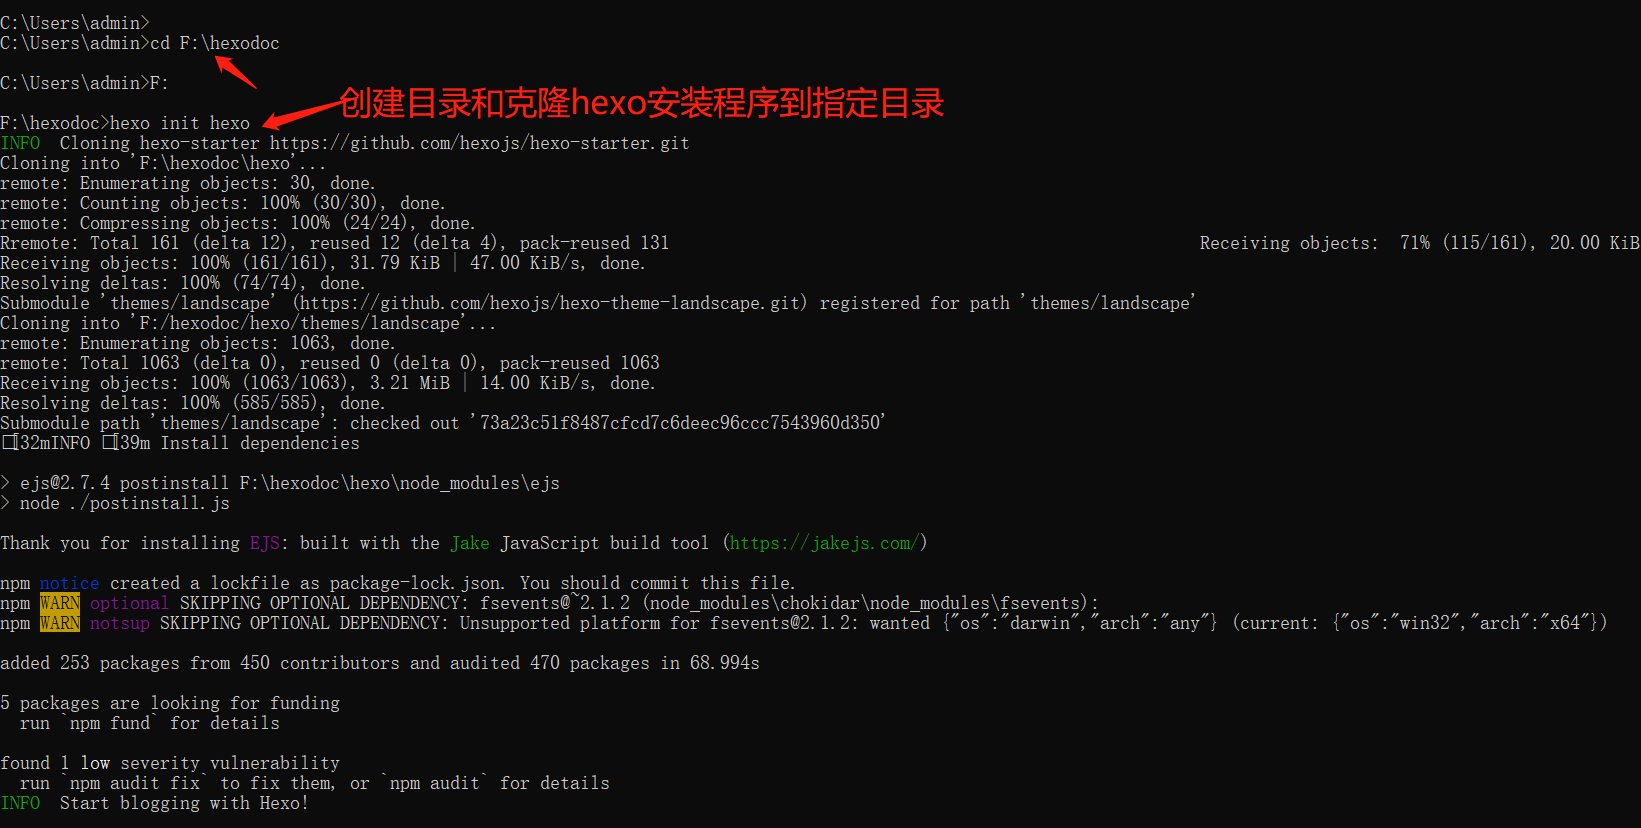 C:\Users\admin>
C:\Users\admin>cd F:\hexodoc
C:\Users\admin>F:
创建目录和克隆hexo安装程序到指定目录
F:\hexodoc>hexo init hexo
INFO  Cloning hexo-starter https://github.com/hexojs/hexo-starter.git
Cloning into 'F:\hexodoc\hexo'...
remote: Enumerating objects: 30, done.
remote: Counting objects: 100% (30/30), done.
remote: Compressing objects: 100% (24/24), done.
Rremote: Total 161 (delta 12), reused 12 (delta 4), pack-reused 131 Receiving objects:  71% (115/161), 20.00 KiB
Receiving objects: 100% (161/161), 31.79 KiB | 47.00 KiB/s, done.
Resolving deltas: 100% (74/74), done.
Submodule 'themes/landscape' (https://github.com/hexojs/hexo-theme-landscape.git) registered for path 'themes/landscape'
Cloning into 'F:/hexodoc/hexo/themes/landscape'...
remote: Enumerating objects: 1063, done.
remote: Total 1063 (delta 0), reused 0 (delta 0), pack-reused 1063
Receiving objects: 100% (1063/1063), 3.21 MiB | 14.00 KiB/s, done.
Resolving deltas: 100% (585/585), done.
Submodule path 'themes/landscape': checked out '73a23c51f8487cfcd7c6deec96ccc7543960d350'
[32mINFO [39m Install dependencies
> ejs@2.7.4 postinstall F:\hexodoc\hexo\node_modules\ejs
> node ./postinstall.js
Thank you for installing EJS: built with the Jake JavaScript build tool (https://jakejs.com/)
npm notice created a lockfile as package-lock.json. You should commit this file.
npm WARN optional SKIPPING OPTIONAL DEPENDENCY: fsevents@~2.1.2 (node_modules\chokidar\node_modules\fsevents):
npm WARN notsup SKIPPING OPTIONAL DEPENDENCY: Unsupported platform for fsevents@2.1.2: wanted {"os":"darwin","arch":"any"} (current: {"os":"win32","arch":"x64"})
added 253 packages from 450 contributors and audited 470 packages in 68.994s
5 packages are looking for funding
  run `npm fund` for details
found 1 low severity vulnerability
  run `npm audit fix` to fix them, or `npm audit` for details
INFO  Start blogging with Hexo!